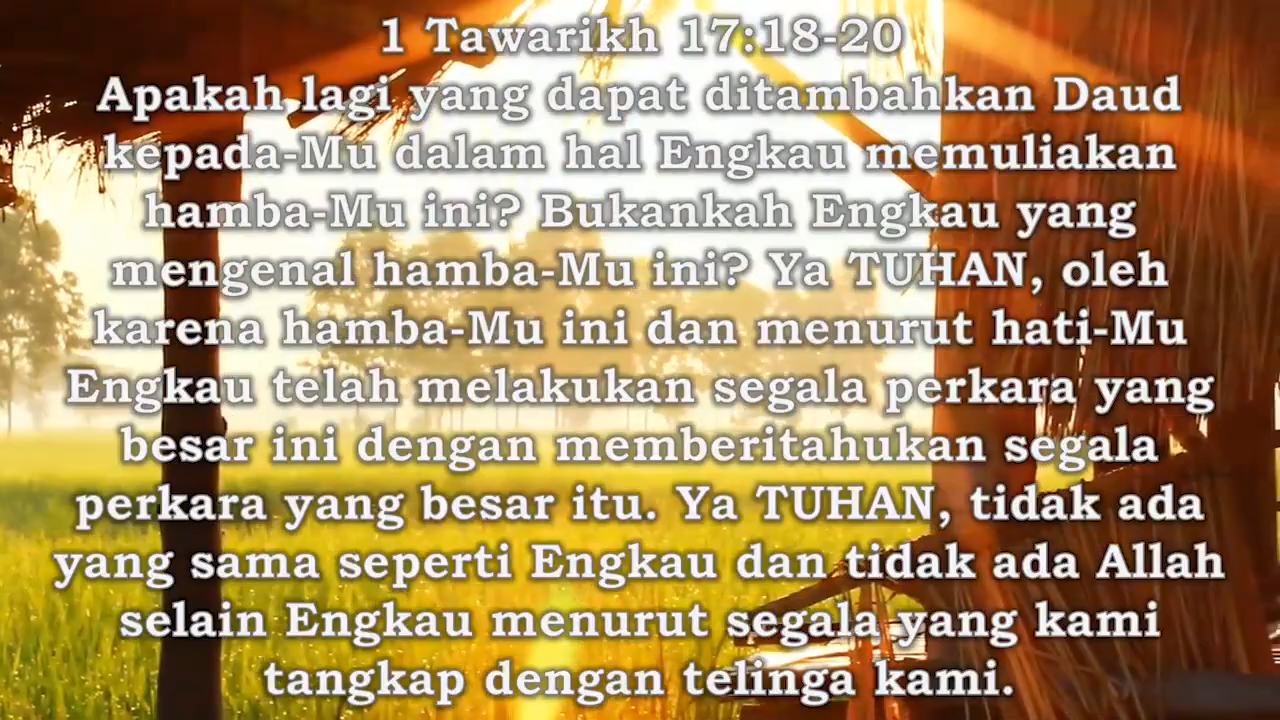 1 Tawarikh 17:18-20
Apakah lagi yang dapat ditambahkan Daud
kepada-Mu dalam hal Engkau memuliakan
hamba-Mu ini? Bukankah Engkau yang
mengenal hamba-Mu ini? Ya TUHAN, oleh
karena hamba-Mu ini dan menurut hati-Mu
Engkau telah melakukan segala perkara yang
besar ini dengan memberitahukan segala
perkara yang besar itu. Ya TUHAN, tidak ada
yang sama seperti Engkau dan tidak ada Allah
selain Engkau menurut segala yang kami
tangkap dengan telinga kami.